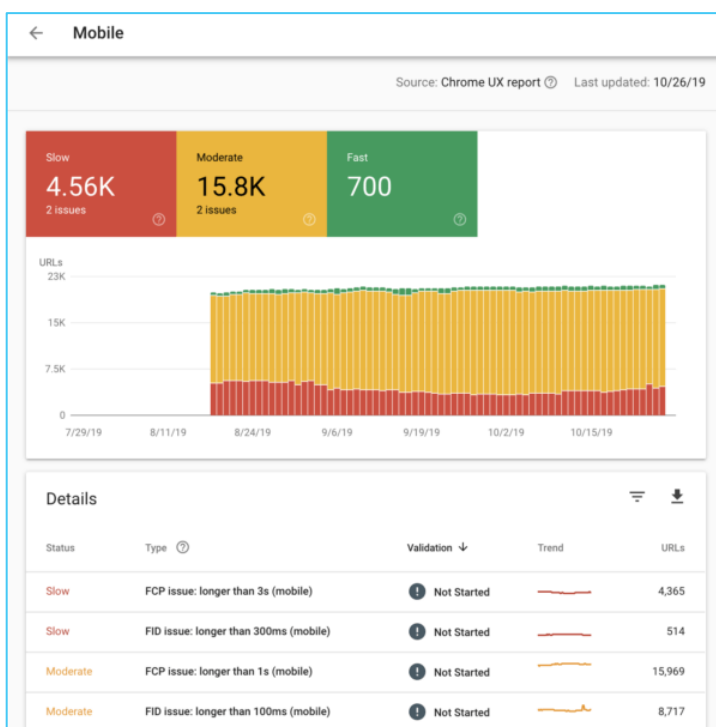 Mobile
Source: Chrome UX report Last updated: 10/26/19
Slow Moderate Fast
4.56K 15.8K 700
2 issues 2 issues
URLs
23K
15K
7.5K
0
7/29/19 8/11/19 8/24/19 9/6/19 9/19/19 10/2/19 10/15/19
Details
Status Type Validation Trend URLs
Slow FCP issue: longer than 3s (mobile) Not Started 4,365
Slow FID issue: longer than 300ms (mobile) Not Started 514
Moderate FCP issue: longer than 1s (mobile) Not Started 15,969
Moderate FID issue: longer than 100ms (mobile) Not Started 8,717